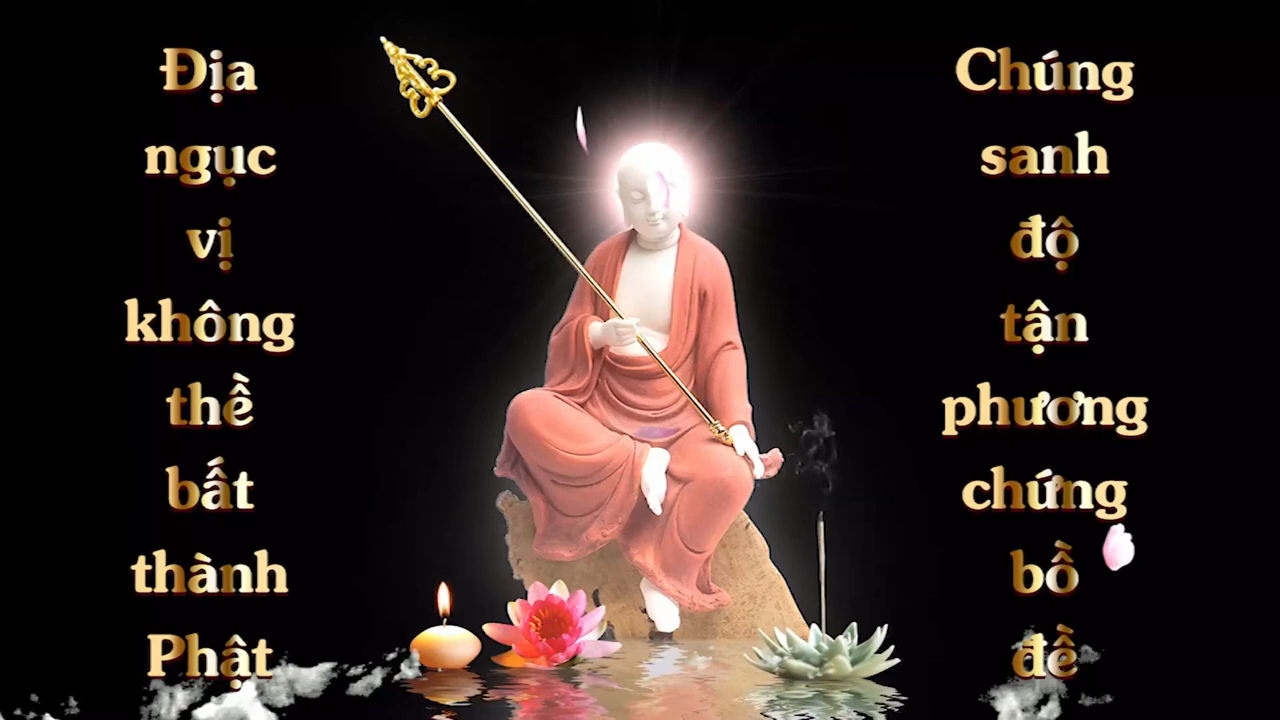 Địa
ngục
vị
không
thề
bất
thành
Phật
Chúng
sanh
độ
tận
phương
chứng
bồ
đề